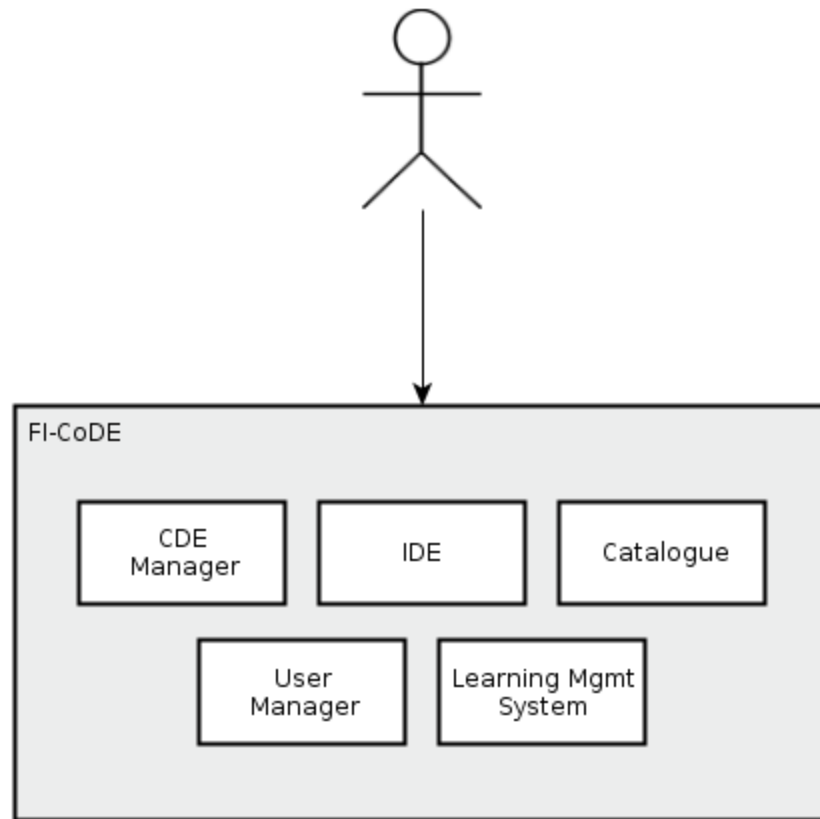 FI-CoDE
CDE
Manager
IDE
Catalogue
User
Manager
Learning Mgmt
System